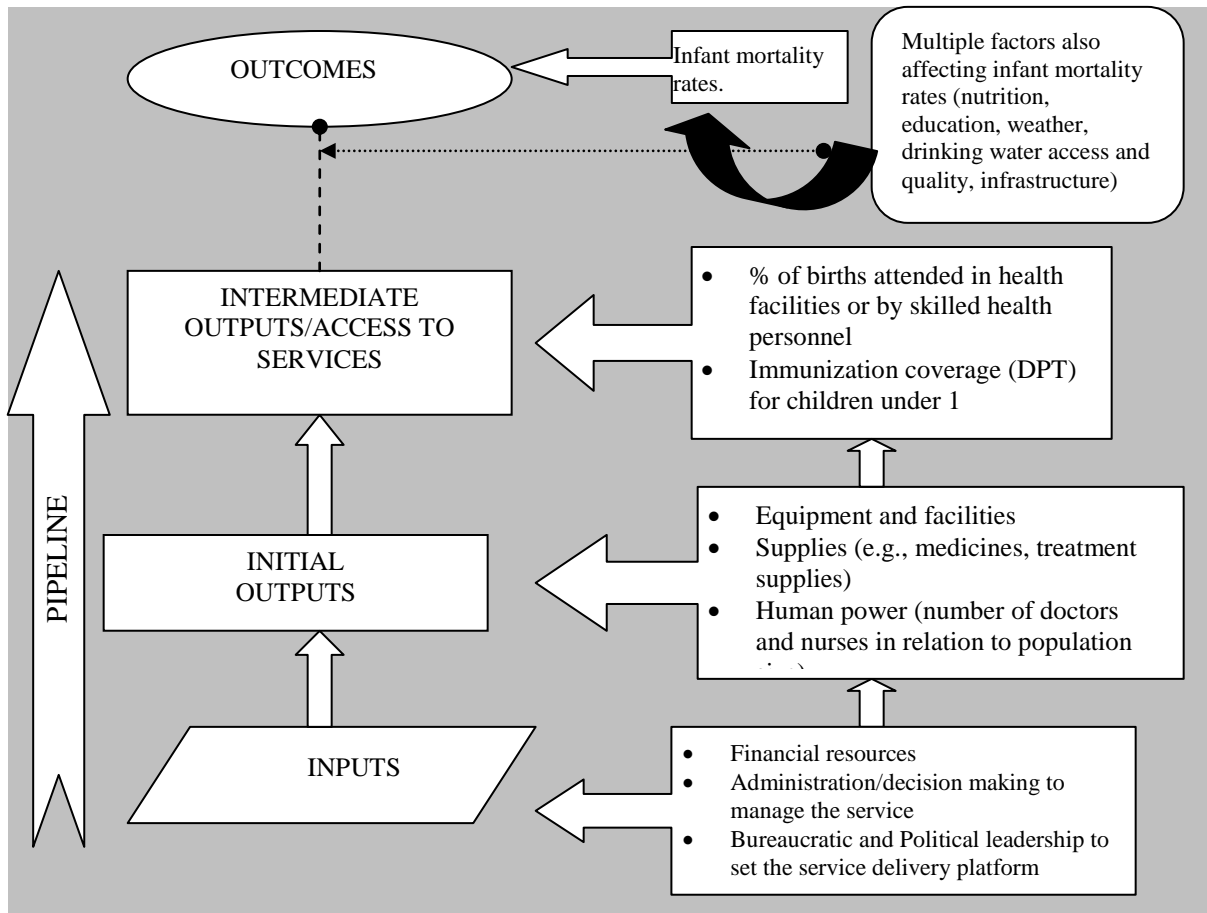 OUTCOMES
Infant mortality
rates.
Multiple factors also
affecting infant mortality
rates (nutrition,
education, weather,
drinking water access and
quality, infrastructure)
PIPELINE
INTERMEDIATE
OUTPUTS/ACCESS TO
SERVICES
• % of births attended in health
facilities or by skilled health
personnel
• Immunization coverage (DPT)
for children under 1
INITIAL
OUTPUTS
• Equipment and facilities
• Supplies (e.g., medicines, treatment
supplies)
• Human power (number of doctors
and nurses in relation to population
INPUTS
• Financial resources
• Administration/decision making to
manage the service
• Bureaucratic and Political leadership to
set the service delivery platform